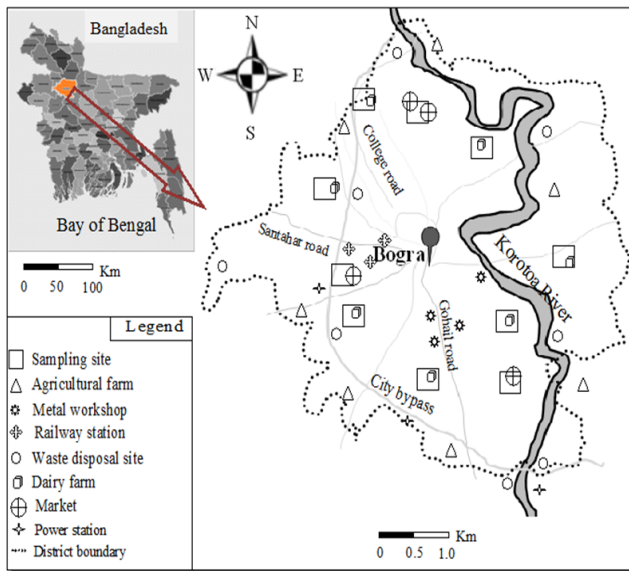 Bangladesh
Bay of Bengal
Km
0 50 100
N
W E
S
College road
Santahar road
Bogra
Korotoa River
Gohail road
City bypass
Legend
Sampling site
Agricultural farm
Metal workshop
Railway station
Waste disposal site
Dairy farm
Market
Power station
District boundary
Km
0 0.5 1.0